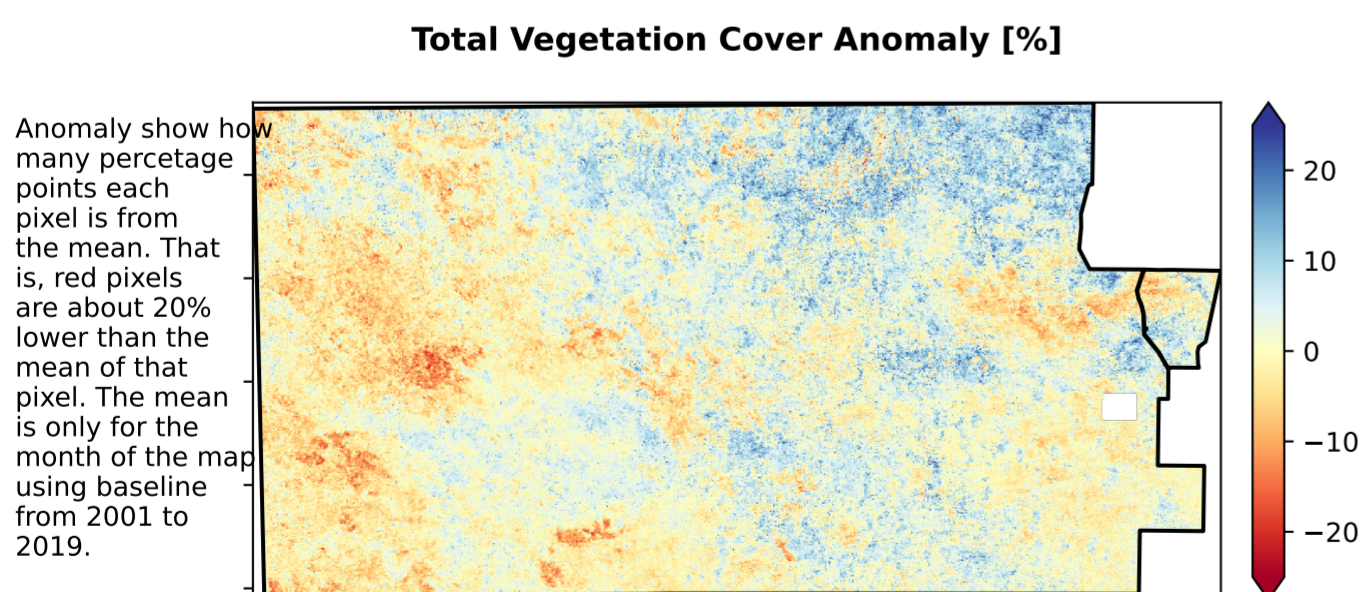 Total Vegetation Cover Anomaly [%]
Anomaly show how
many percetage
points each
pixel is from
the mean. That
is, red pixels
are about 20%
lower than the
mean of that
pixel. The mean
is only for the
month of the map
using baseline
from 2001 to
2019.
20
10
0
−10
−20